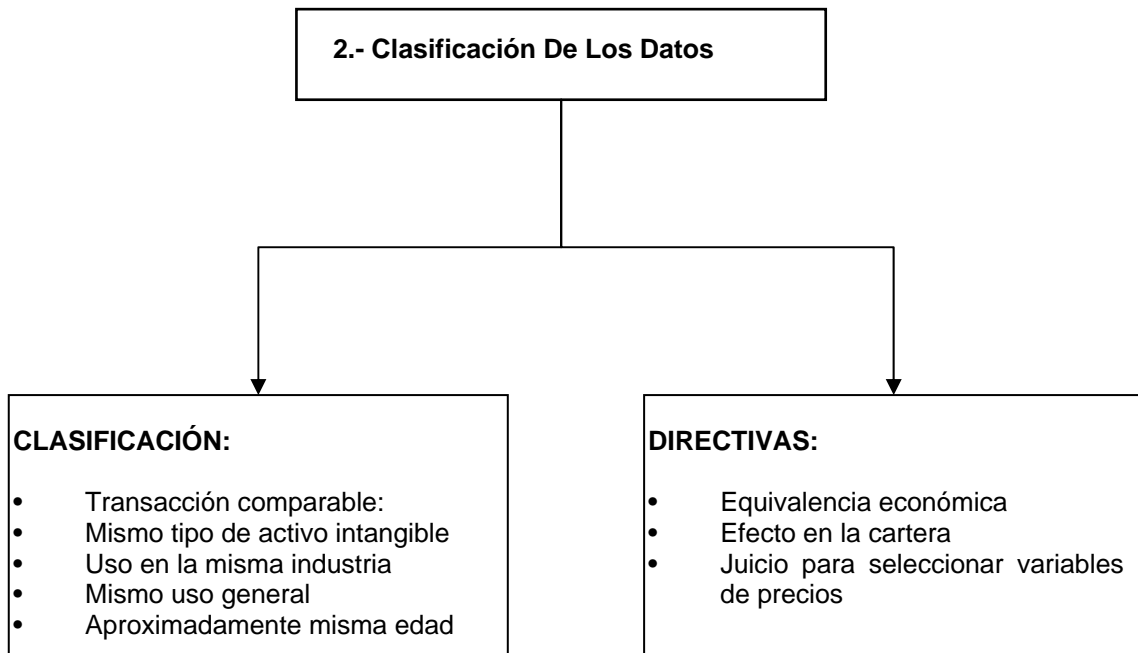 2.- Clasificación De Los Datos
CLASIFICACIÓN:
• Transacción comparable:
• Mismo tipo de activo intangible
• Uso en la misma industria
• Mismo uso general
• Aproximadamente misma edad
DIRECTIVAS:
• Equivalencia económica
• Efecto en la cartera
• Juicio para seleccionar variables
de precios